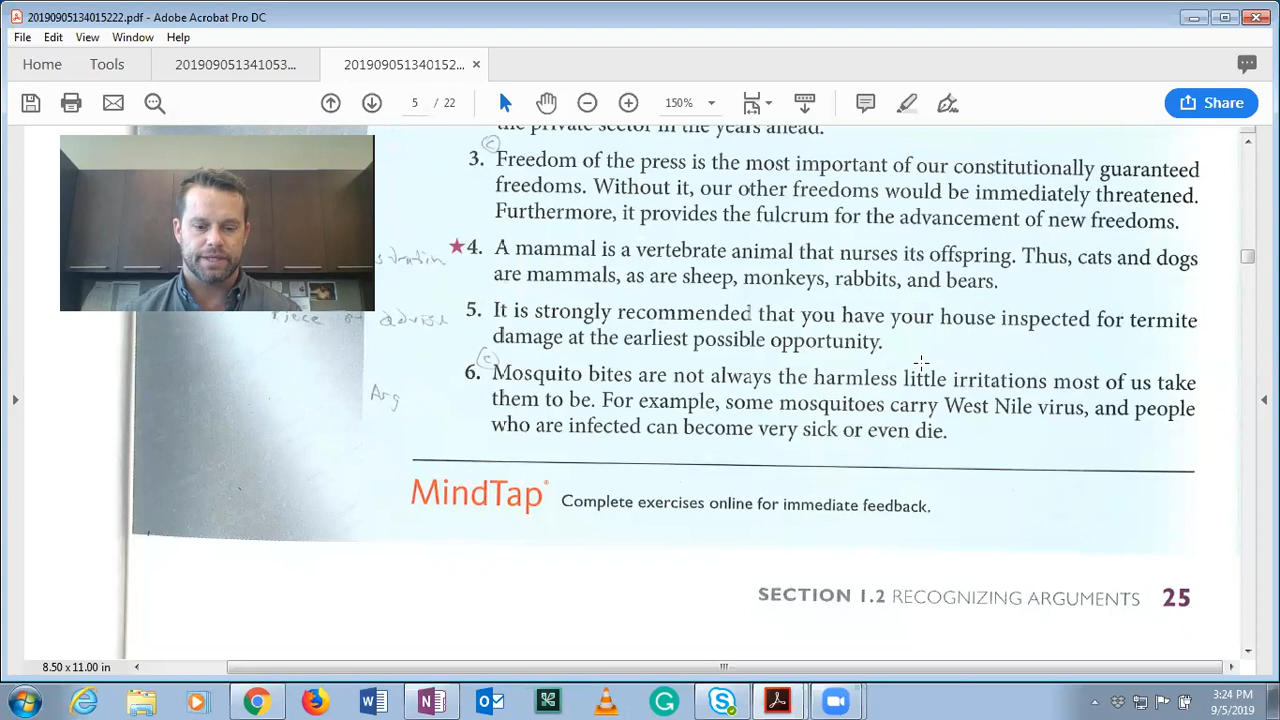 20190905134015222.pdf - Adobe Acrobat Pro DC
File Edit View Window Help
Home Tools 201909051341053... 201909051340152... ×
5 / 22 150% Share
the private sector in the years ahead.
(c)
3. Freedom of the press is the most important of our constitutionally guaranteed
freedoms. Without it, our other freedoms would be immediately threatened.
Furthermore, it provides the fulcrum for the advancement of new freedoms.
★4. A mammal is a vertebrate animal that nurses its offspring. Thus, cats and dogs
are mammals, as are sheep, monkeys, rabbits, and bears.
5. It is strongly recommended that you have your house inspected for termite
Piece of advise
damage at the earliest possible opportunity.
(c)
6. Mosquito bites are not always the harmless little irritations most of us take
Arg
them to be. For example, some mosquitoes carry West Nile virus, and people
who are infected can become very sick or even die.
MindTap® Complete exercises online for immediate feedback.
SECTION 1.2 RECOGNIZING ARGUMENTS 25
8.50 x 11.00 in
3:24 PM
9/5/2019